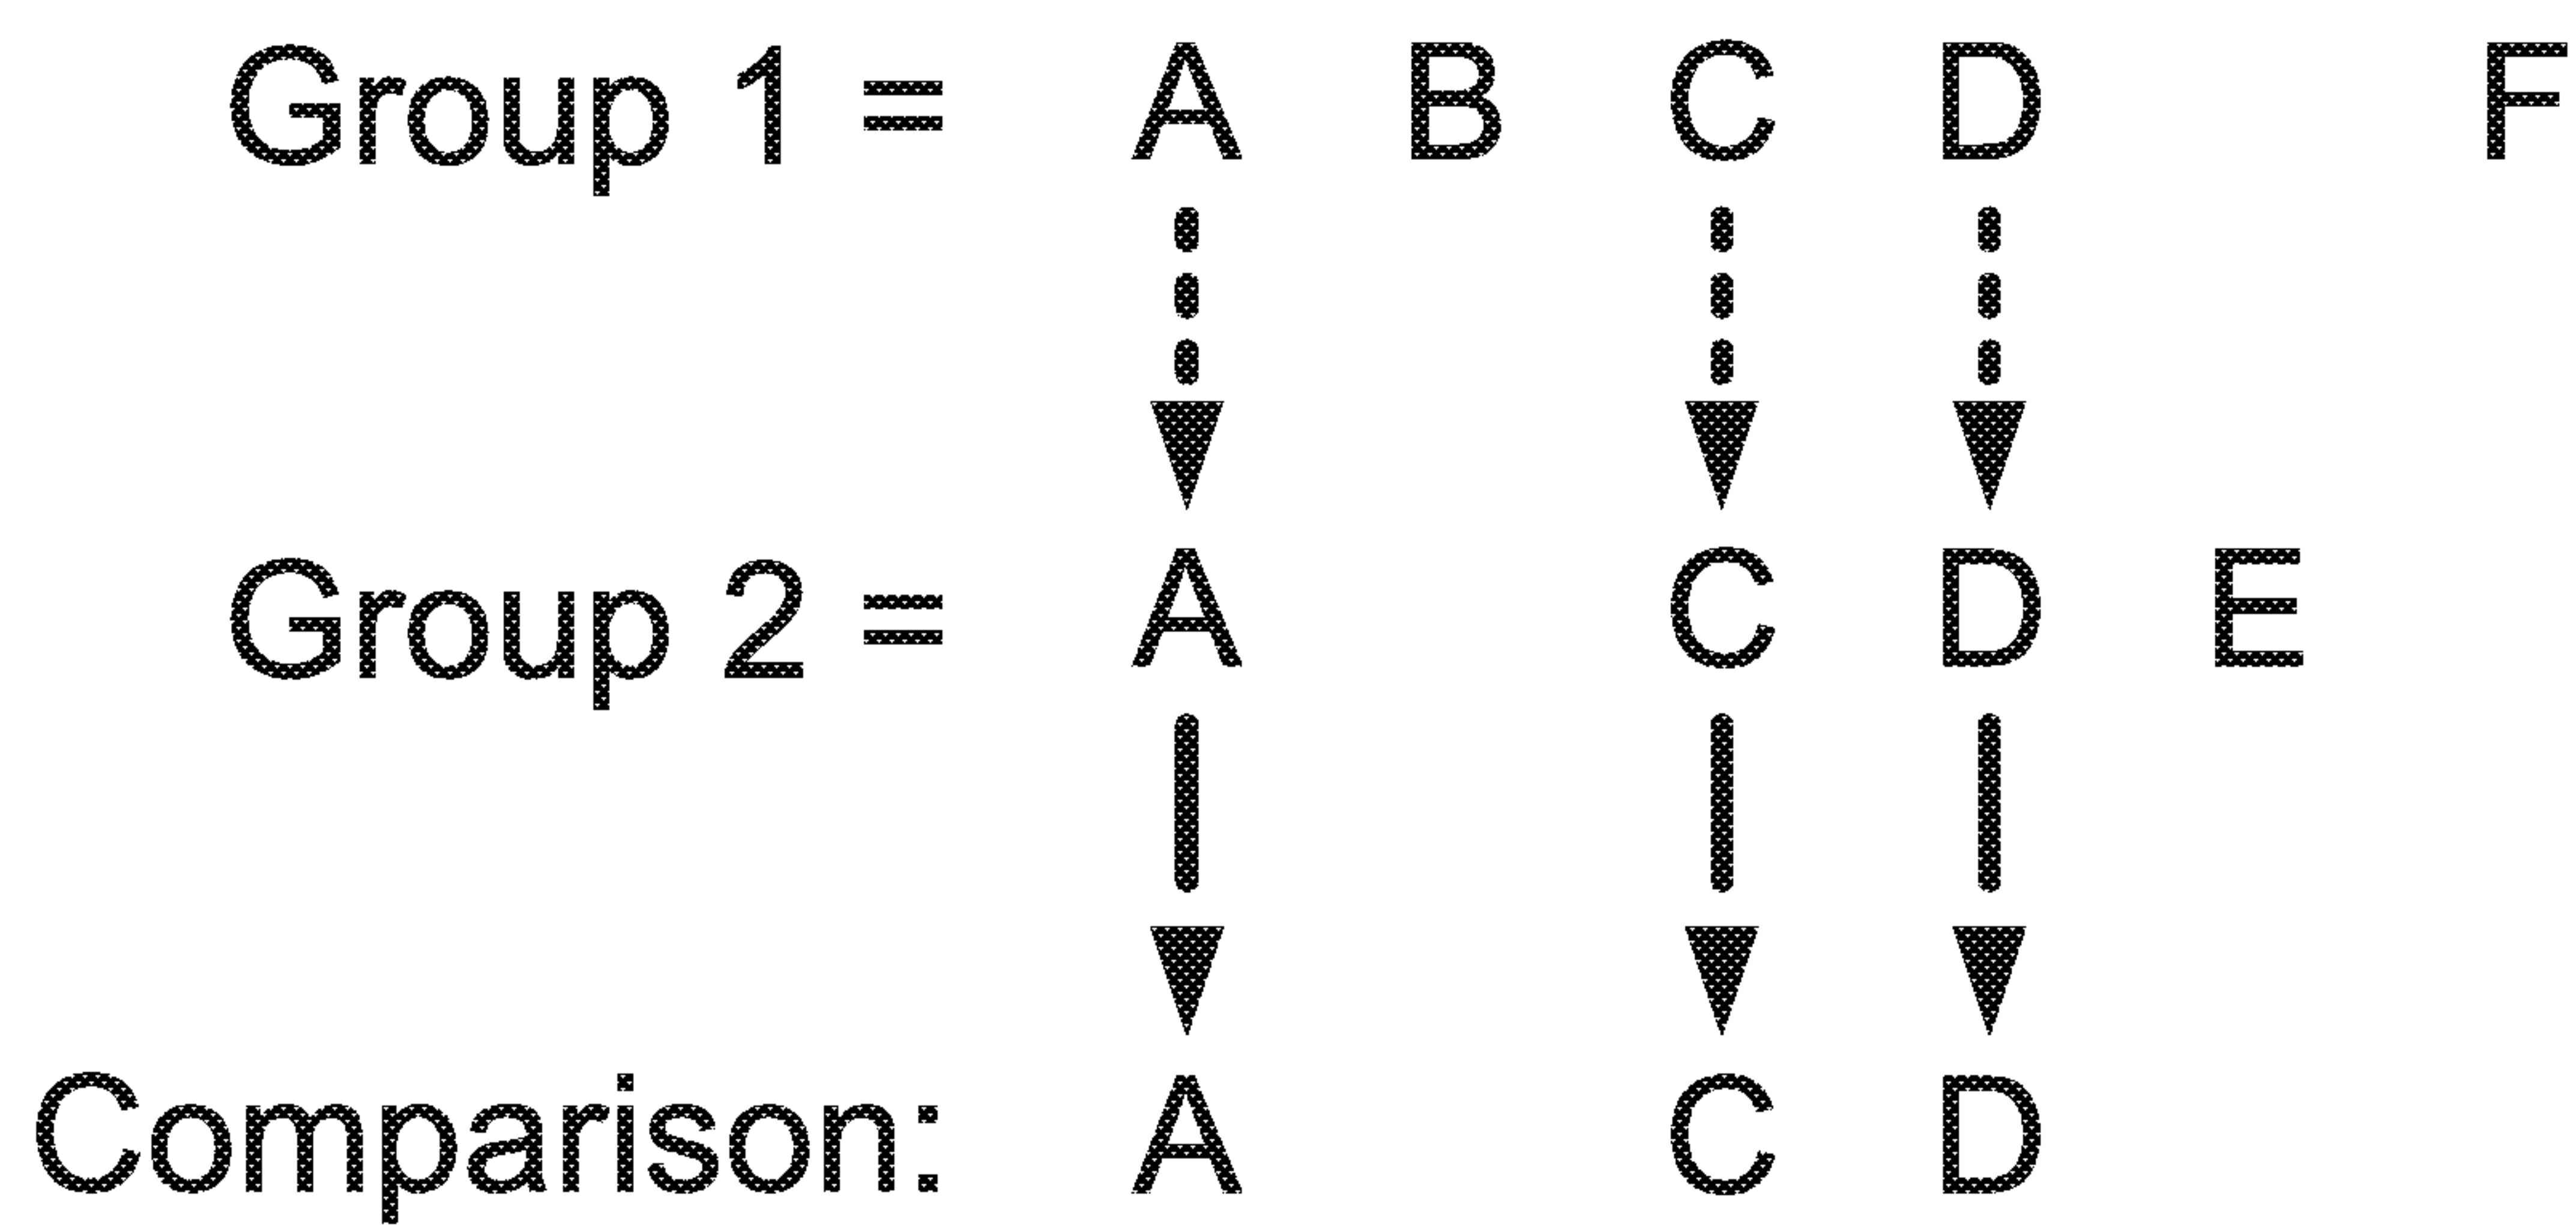 Group 1 = A B C D F
Group 2 = A C D E
Comparison: A C D